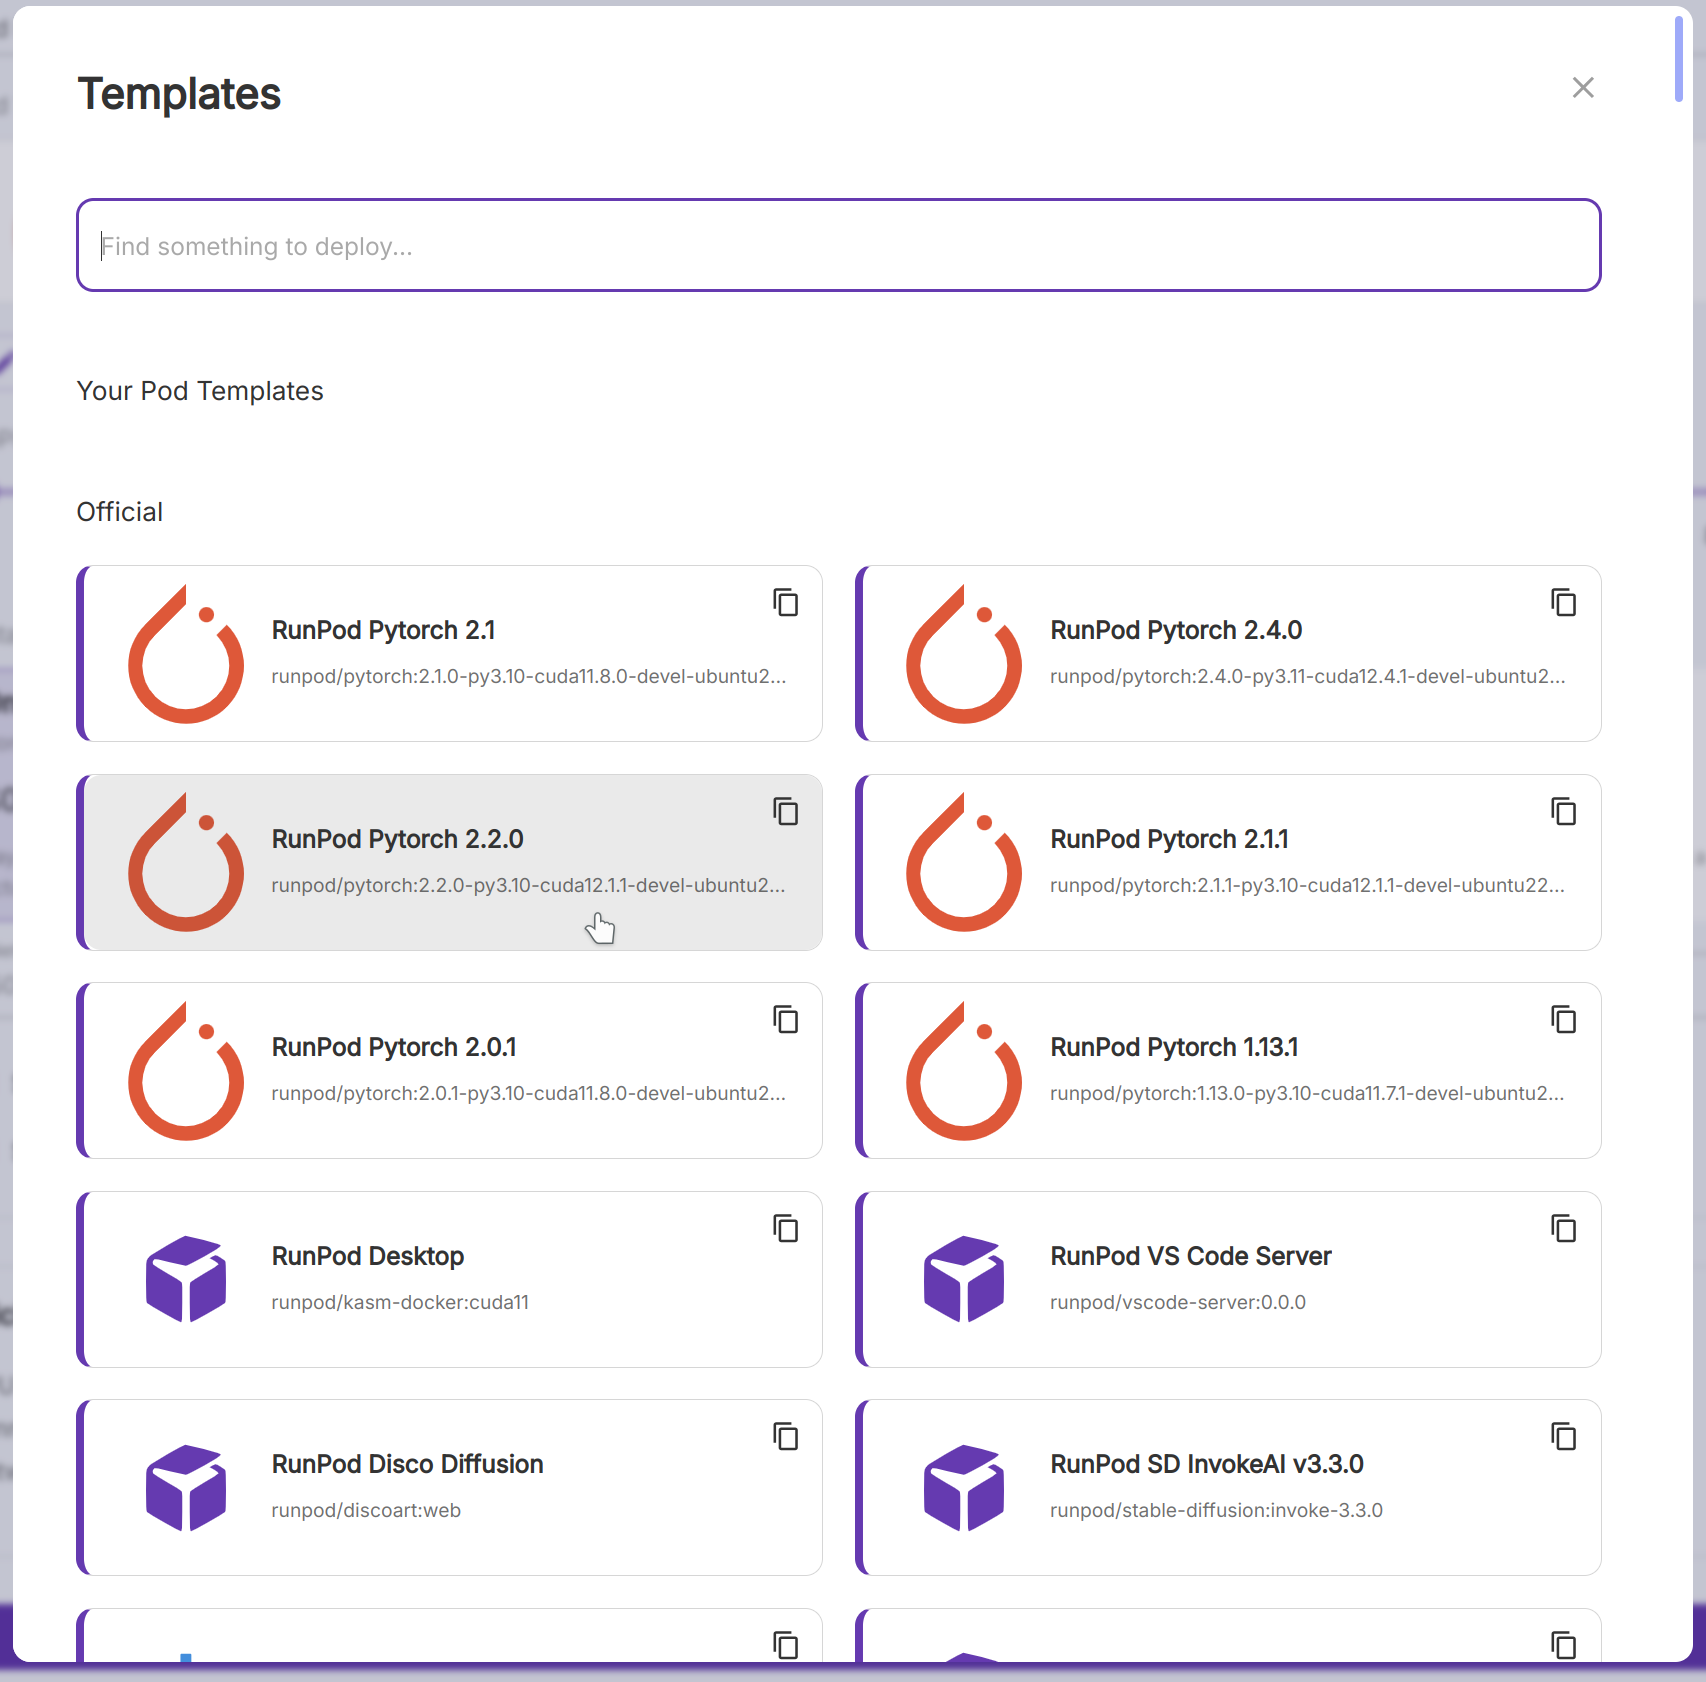 Templates
Find something to deploy...
Your Pod Templates
Official
RunPod Pytorch 2.1
runpod/pytorch:2.1.0-py3.10-cuda11.8.0-devel-ubuntu2...
RunPod Pytorch 2.4.0
runpod/pytorch:2.4.0-py3.11-cuda12.4.1-devel-ubuntu2...
RunPod Pytorch 2.2.0
runpod/pytorch:2.2.0-py3.10-cuda12.1.1-devel-ubuntu2...
RunPod Pytorch 2.1.1
runpod/pytorch:2.1.1-py3.10-cuda12.1.1-devel-ubuntu22...
RunPod Pytorch 2.0.1
runpod/pytorch:2.0.1-py3.10-cuda11.8.0-devel-ubuntu2...
RunPod Pytorch 1.13.1
runpod/pytorch:1.13.0-py3.10-cuda11.7.1-devel-ubuntu2...
RunPod Desktop
runpod/kasm-docker:cuda11
RunPod VS Code Server
runpod/vscode-server:0.0.0
RunPod Disco Diffusion
runpod/discoart:web
RunPod SD InvokeAI v3.3.0
runpod/stable-diffusion:invoke-3.3.0